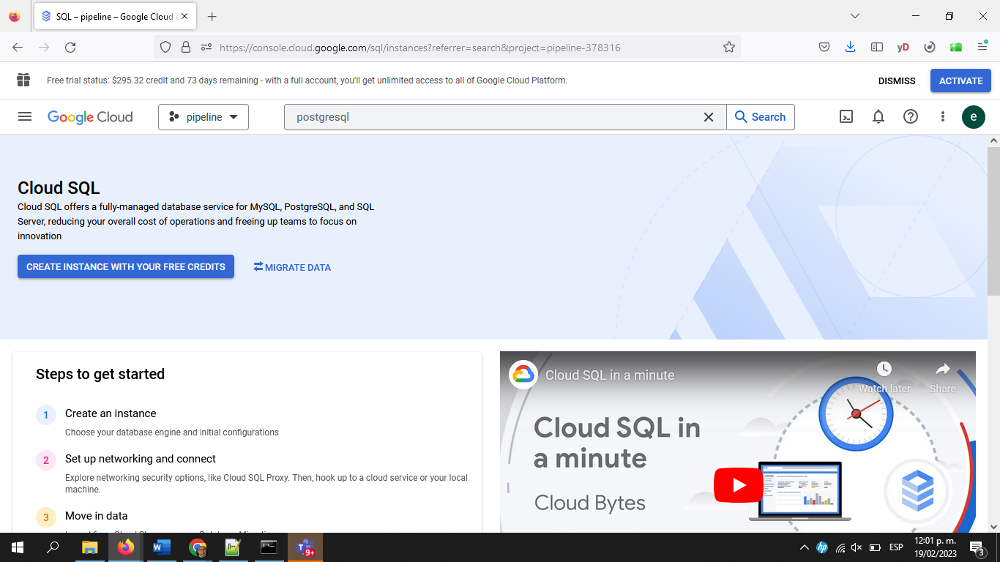 SQL – pipeline – Google Cloud c
https://console.cloud.google.com/sql/instances?referrer=search&project=pipeline-378316
yD
Free trial status: $295.32 credit and 73 days remaining - with a full account, you'll get unlimited access to all of Google Cloud Platform.
DISMISS
ACTIVATE
Google Cloud
pipeline
postgresql
Search
e
Cloud SQL
Cloud SQL offers a fully-managed database service for MySQL, PostgreSQL, and SQL
Server, reducing your overall cost of operations and freeing up teams to focus on
innovation
CREATE INSTANCE WITH YOUR FREE CREDITS
MIGRATE DATA
Steps to get started
1
Create an instance
Choose your database engine and initial configurations
2
Set up networking and connect
Explore networking security options, like Cloud SQL Proxy. Then, hook up to a cloud service or your local
machine.
3
Move in data
Cloud SQL in a minute
Watch later
Share
Cloud SQL in
a minute
Cloud Bytes
W
9+
hp
ESP
12:01 p. m.
19/02/2023
3